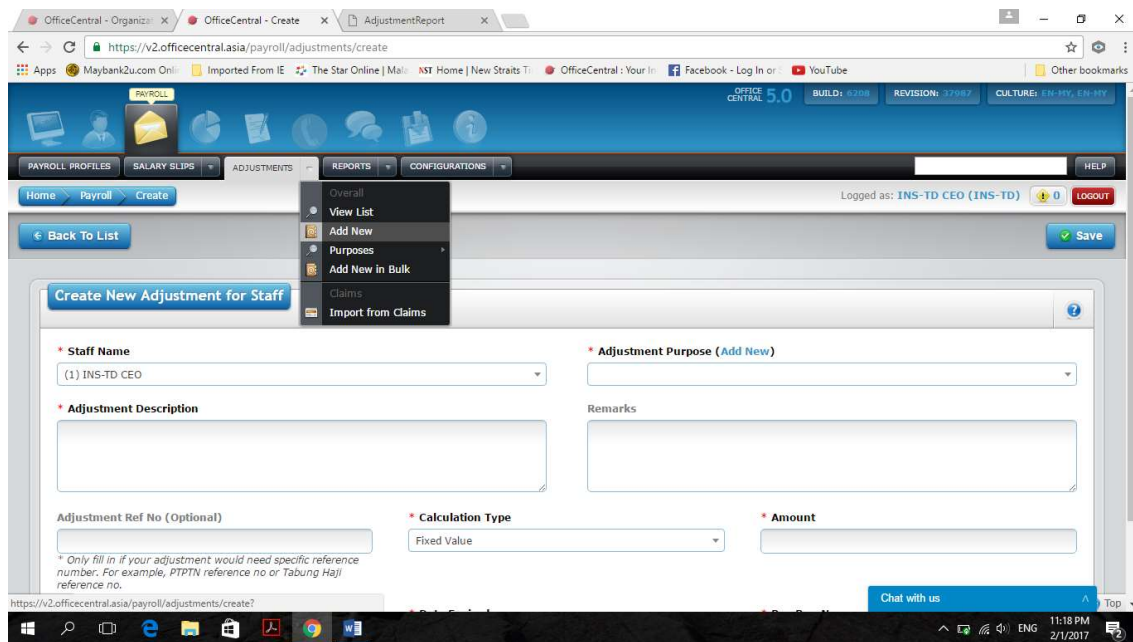 OfficeCentral - Organizat
OfficeCentral - Create
AdjustmentReport
https://v2.officecentral.asia/payroll/adjustments/create
Apps Maybank2u.com Onli Imported From IE The Star Online | Mala NST Home | New Straits Ti OfficeCentral : Your In Facebook - Log In or YouTube Other bookmarks
PAYROLL
OFFICE CENTRAL 5.0 BUILD: 6208 REVISION: 37987 CULTURE: EN-MY, EN-MY
PAYROLL PROFILES SALARY SLIPS ADJUSTMENTS REPORTS CONFIGURATIONS HELP
Home Payroll Create Logged as: INS-TD CEO (INS-TD) 0 LOGOUT
Overall
View List
Add New
Purposes
Add New in Bulk
Claims
Import from Claims
Back To List Save
Create New Adjustment for Staff
* Staff Name * Adjustment Purpose (Add New)
(1) INS-TD CEO
* Adjustment Description Remarks
Adjustment Ref No (Optional) * Calculation Type * Amount
Fixed Value
* Only fill in if your adjustment would need specific reference
number. For example, PTPTN reference no or Tabung Haji
reference no.
https://v2.officecentral.asia/payroll/adjustments/create?
Chat with us
Top
ENG
11:18 PM
2/1/2017